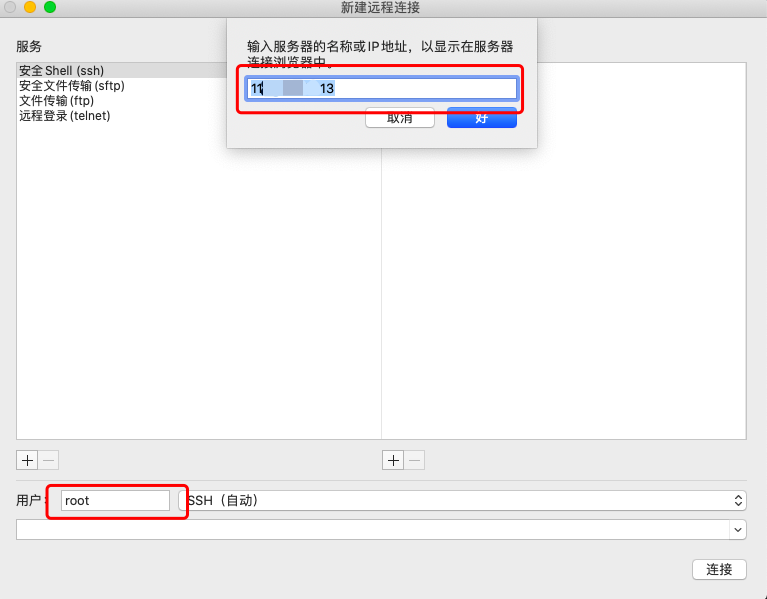 新建远程连接
服务
输入服务器的名称或IP地址，以显示在服务器
连接浏览器中。
13
取消
好
安全Shell (ssh)
安全文件传输(sftp)
文件传输(ftp)
远程登录(telnet)
用户:
root
SSH（自动）
连接